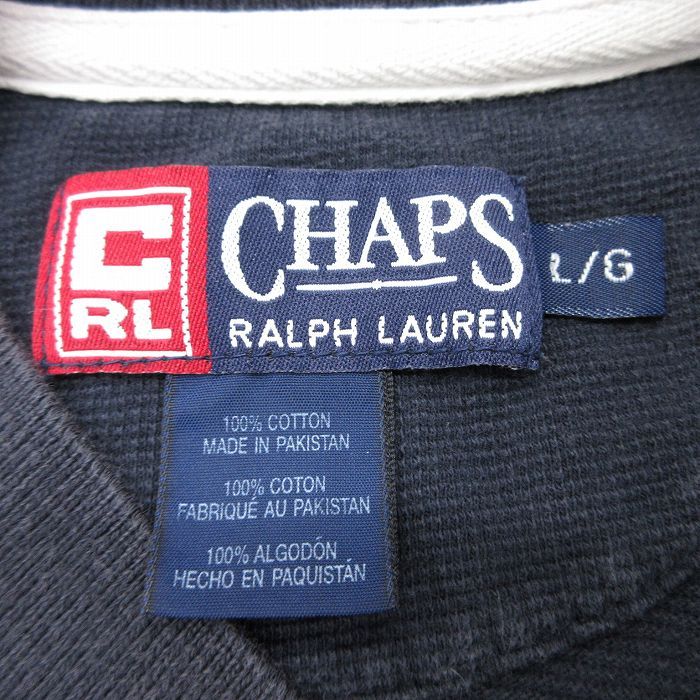 C
RL
CHAPS
RALPH LAUREN
L/G
100% COTTON
MADE IN PAKISTAN
100% COTON
FABRIQUÉ AU PAKISTAN
100% ALGODÓN
HECHO EN PAQUISTÁN